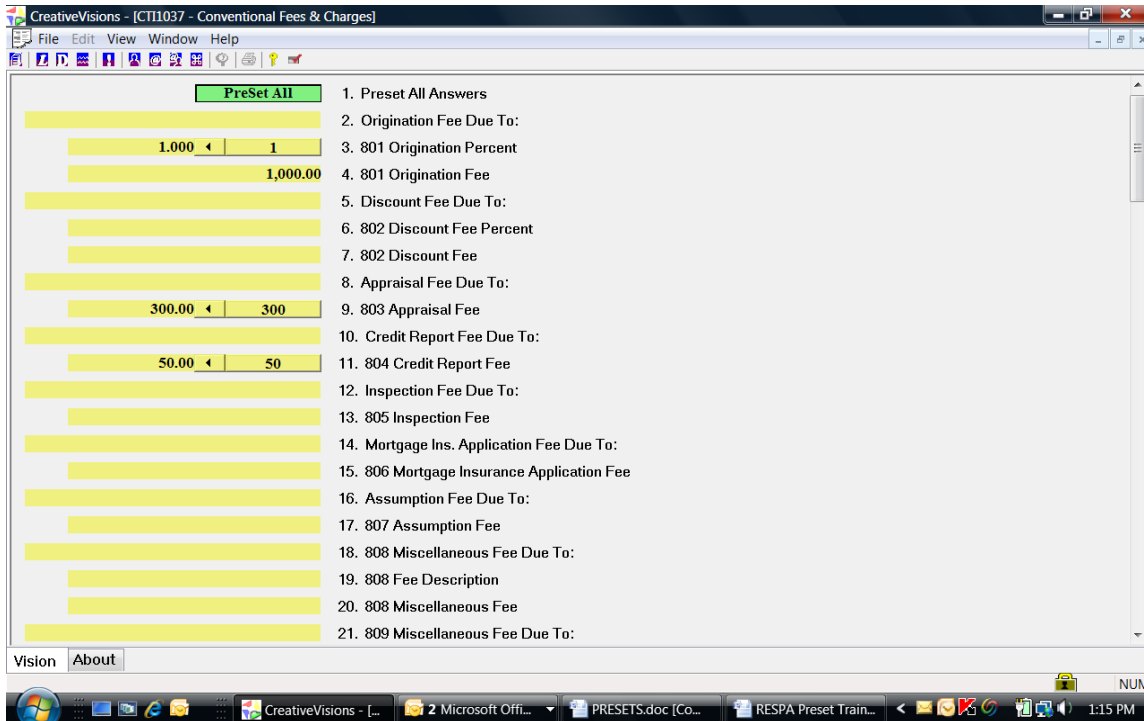 CreativeVisions - [CTI1037 - Conventional Fees & Charges]
File Edit View Window Help
PreSet All 1. Preset All Answers
2. Origination Fee Due To:
1.000 1 3. 801 Origination Percent
1,000.00 4. 801 Origination Fee
5. Discount Fee Due To:
6. 802 Discount Fee Percent
7. 802 Discount Fee
8. Appraisal Fee Due To:
300.00 300 9. 803 Appraisal Fee
10. Credit Report Fee Due To:
50.00 50 11. 804 Credit Report Fee
12. Inspection Fee Due To:
13. 805 Inspection Fee
14. Mortgage Ins. Application Fee Due To:
15. 806 Mortgage Insurance Application Fee
16. Assumption Fee Due To:
17. 807 Assumption Fee
18. 808 Miscellaneous Fee Due To:
19. 808 Fee Description
20. 808 Miscellaneous Fee
21. 809 Miscellaneous Fee Due To:
Vision About
NUM
CreativeVisions - [... 2 Microsoft Offi... PRESETS.doc [Co... RESPA Preset Train... 1:15 PM